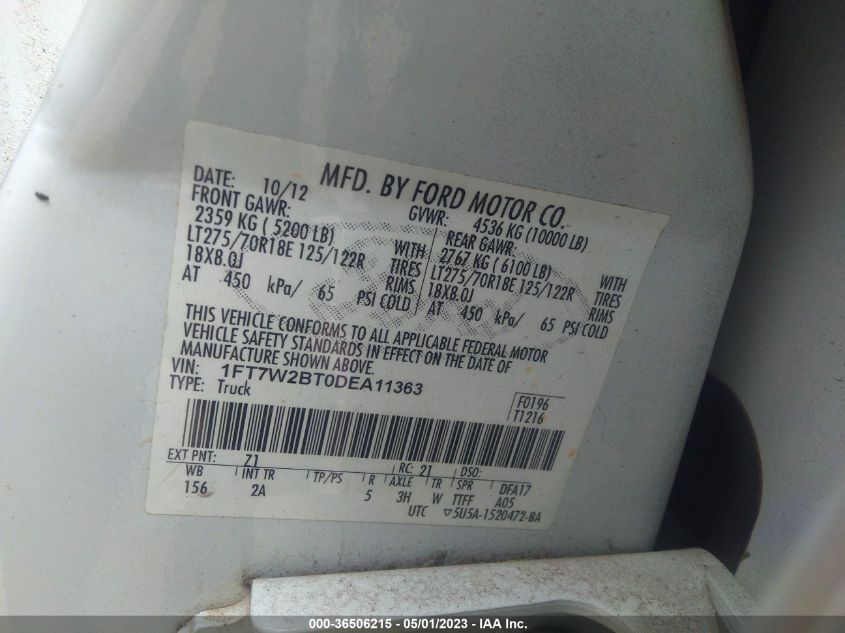 MFD. BY FORD MOTOR CO.
DATE: 10/12 GVWR: 4536 KG (10000 LB)
FRONT GAWR: REAR GAWR:
2359 KG ( 5200 LB) WITH 2767 KG ( 6100 LB) WITH
LT275/70R18E 125/122R TIRES LT275/70R18E 125/122R TIRES
18X8.0J RIMS 18X8.0J RIMS
AT 450 kPa/ 65 PSI COLD AT 450 kPa/ 65 PSI COLD
THIS VEHICLE CONFORMS TO ALL APPLICABLE FEDERAL MOTOR
VEHICLE SAFETY STANDARDS IN EFFECT ON THE DATE OF
MANUFACTURE SHOWN ABOVE.
VIN: 1FT7W2BT0DEA11363
TYPE: Truck
F0196
T1216
EXT PNT: Z1 RC: 21 DSO:
WB INT TR TP/PS R AXLE TR SPR DFA17
156 2A 5 3H W TTFF A05
UTC ▽5U5A-1520472-BA
000-36506215 - 05/01/2023 - IAA Inc.